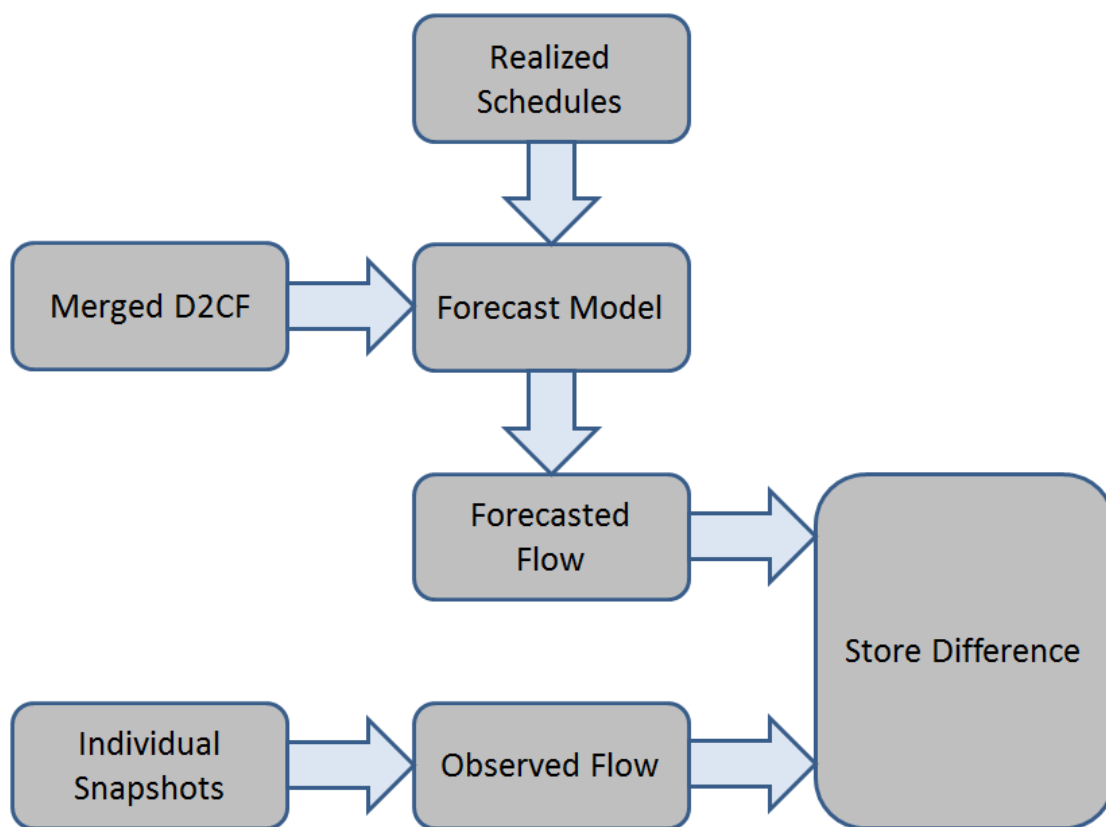 Realized
Schedules
Merged D2CF
Forecast Model
Forecasted
Flow
Store Difference
Individual
Snapshots
Observed Flow